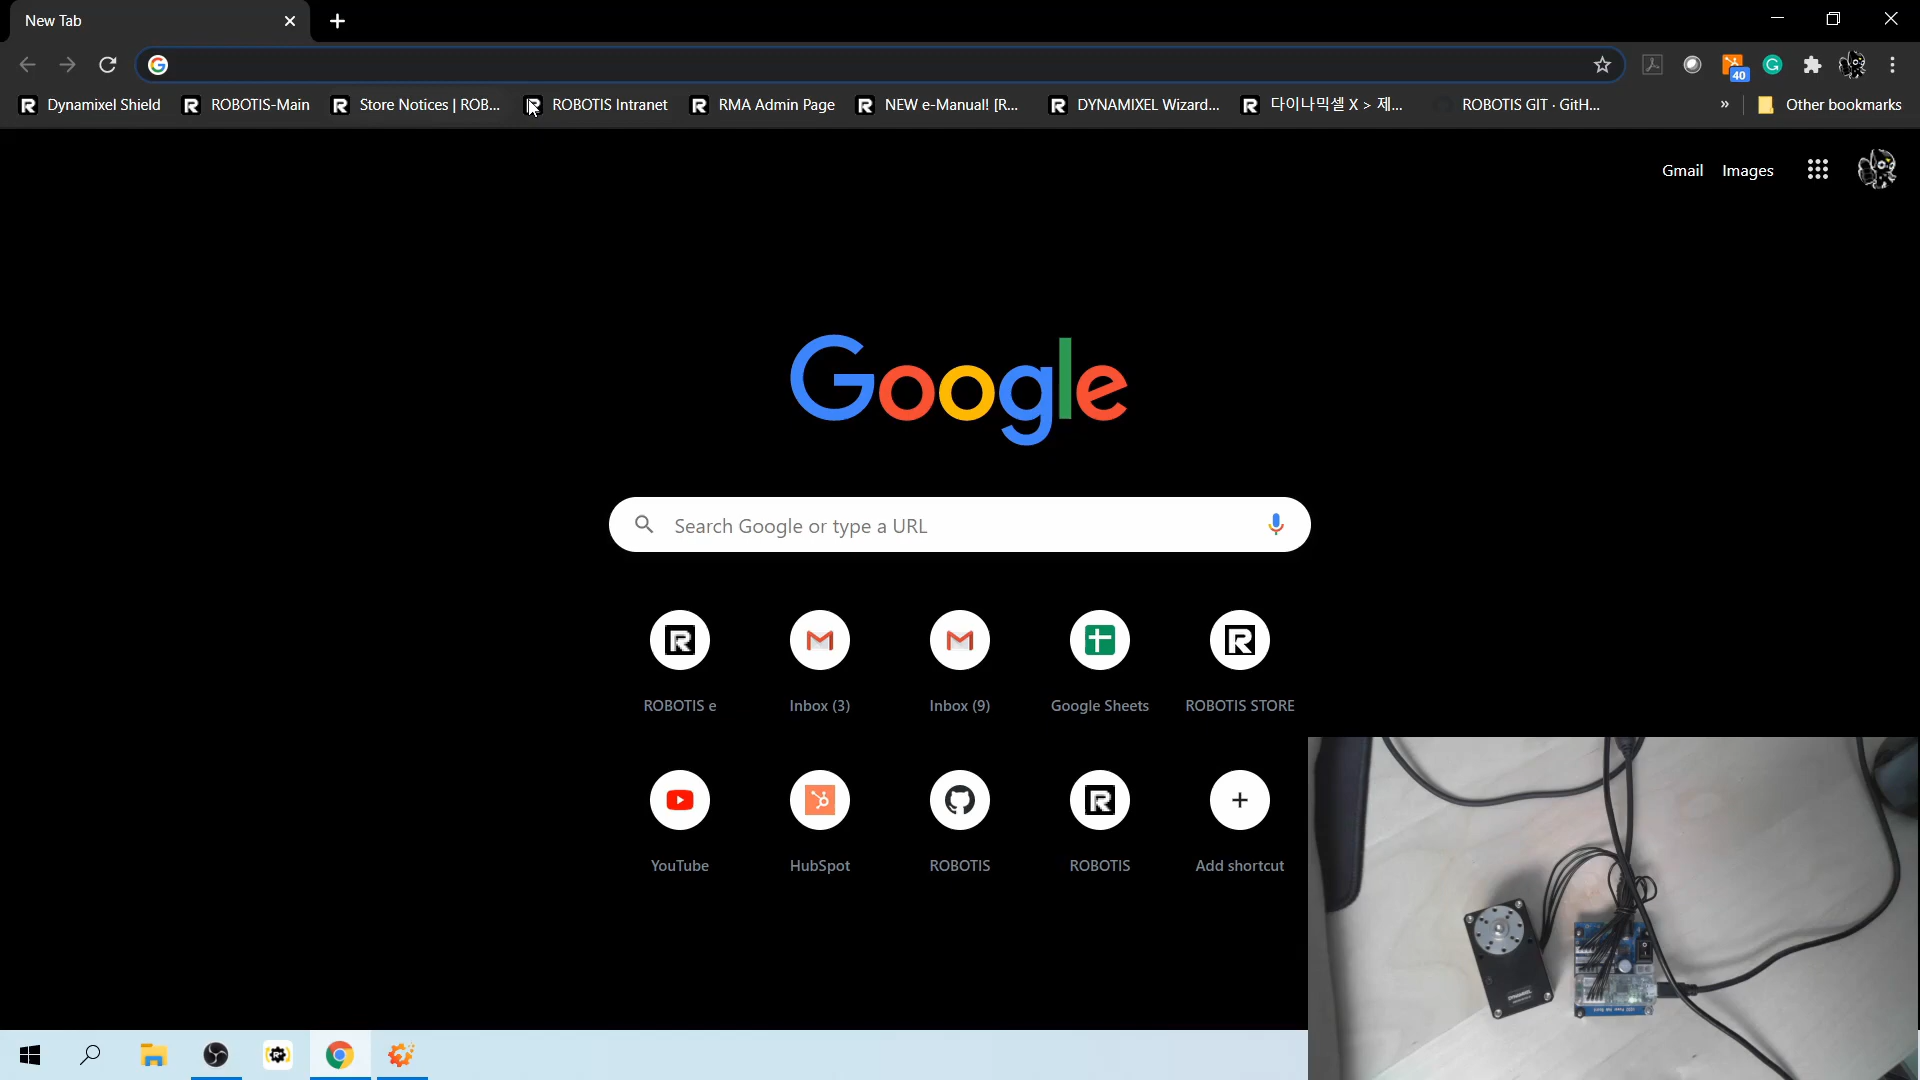 New Tab
40
Dynamixel Shield
ROBOTIS-Main
Store Notices | ROB...
ROBOTIS Intranet
RMA Admin Page
NEW e-Manual! [R...
DYNAMIXEL Wizard...
다이나믹셀 X > 제...
ROBOTIS GIT · GitH...
»
Other bookmarks
Gmail
Images
Google
Search Google or type a URL
ROBOTIS e
Inbox (3)
Inbox (9)
Google Sheets
ROBOTIS STORE
YouTube
HubSpot
ROBOTIS
ROBOTIS
Add shortcut
DYNAMIXEL